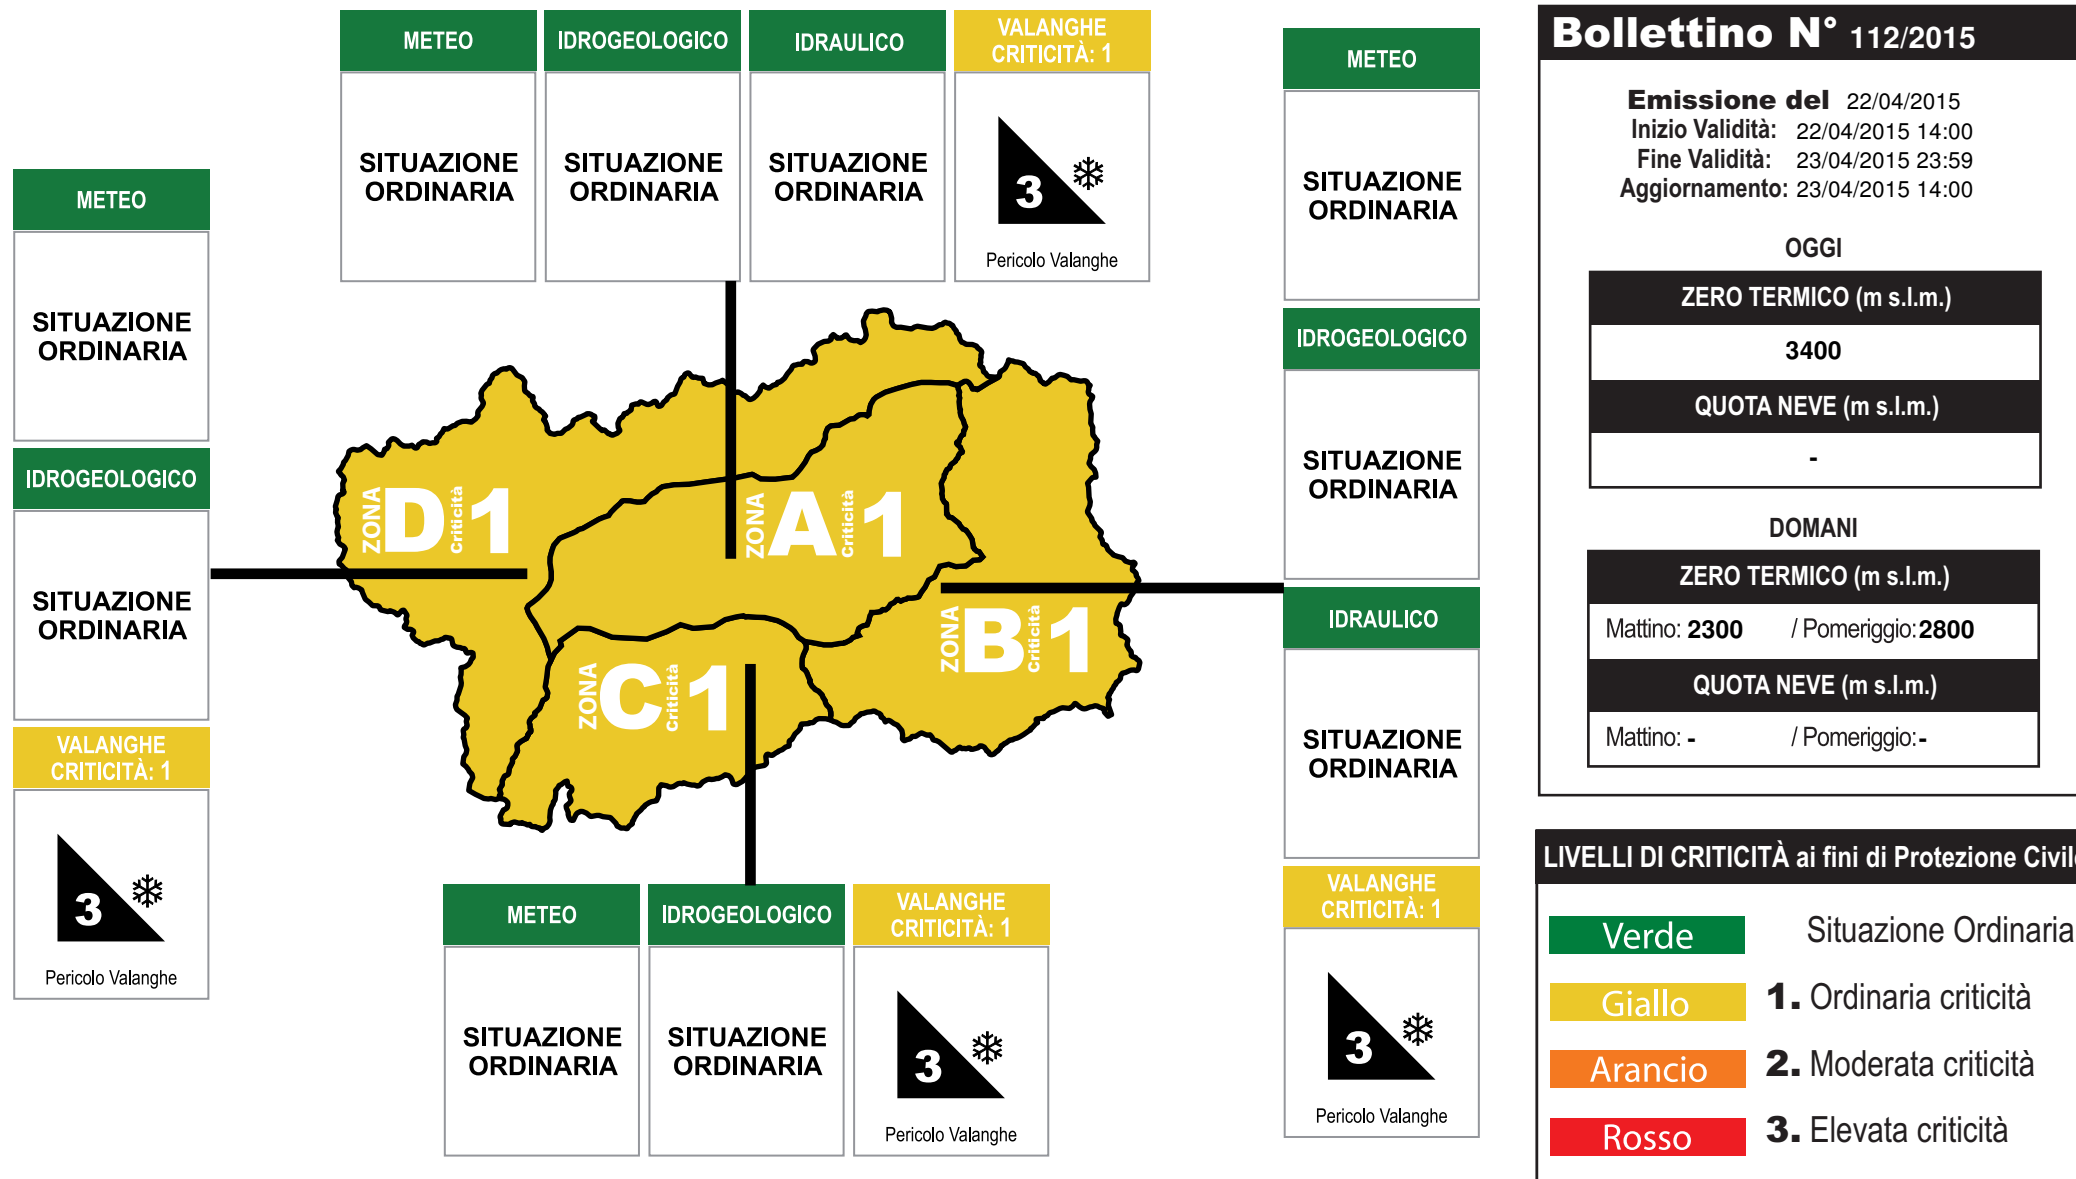 METEO
IDROGEOLOGICO
IDRAULICO
VALANGHE
CRITICITÀ: 1
SITUAZIONE
ORDINARIA
SITUAZIONE
ORDINARIA
SITUAZIONE
ORDINARIA
3
Pericolo Valanghe
METEO
SITUAZIONE
ORDINARIA
IDROGEOLOGICO
SITUAZIONE
ORDINARIA
VALANGHE
CRITICITÀ: 1
3
Pericolo Valanghe
ZONA D Criticità 1
ZONA A Criticità 1
ZONA B Criticità 1
ZONA C Criticità 1
METEO
IDROGEOLOGICO
VALANGHE
CRITICITÀ: 1
SITUAZIONE
ORDINARIA
SITUAZIONE
ORDINARIA
3
Pericolo Valanghe
METEO
SITUAZIONE
ORDINARIA
IDROGEOLOGICO
SITUAZIONE
ORDINARIA
IDRAULICO
SITUAZIONE
ORDINARIA
VALANGHE
CRITICITÀ: 1
3
Pericolo Valanghe
Bollettino N° 112/2015
Emissione del 22/04/2015
Inizio Validità: 22/04/2015 14:00
Fine Validità: 23/04/2015 23:59
Aggiornamento: 23/04/2015 14:00
OGGI
ZERO TERMICO (m s.l.m.)
3400
QUOTA NEVE (m s.l.m.)
-
DOMANI
ZERO TERMICO (m s.l.m.)
Mattino: 2300 / Pomeriggio: 2800
QUOTA NEVE (m s.l.m.)
Mattino: - / Pomeriggio: -
LIVELLI DI CRITICITÀ ai fini di Protezione Civile
Verde Situazione Ordinaria
Giallo 1. Ordinaria criticità
Arancio 2. Moderata criticità
Rosso 3. Elevata criticità